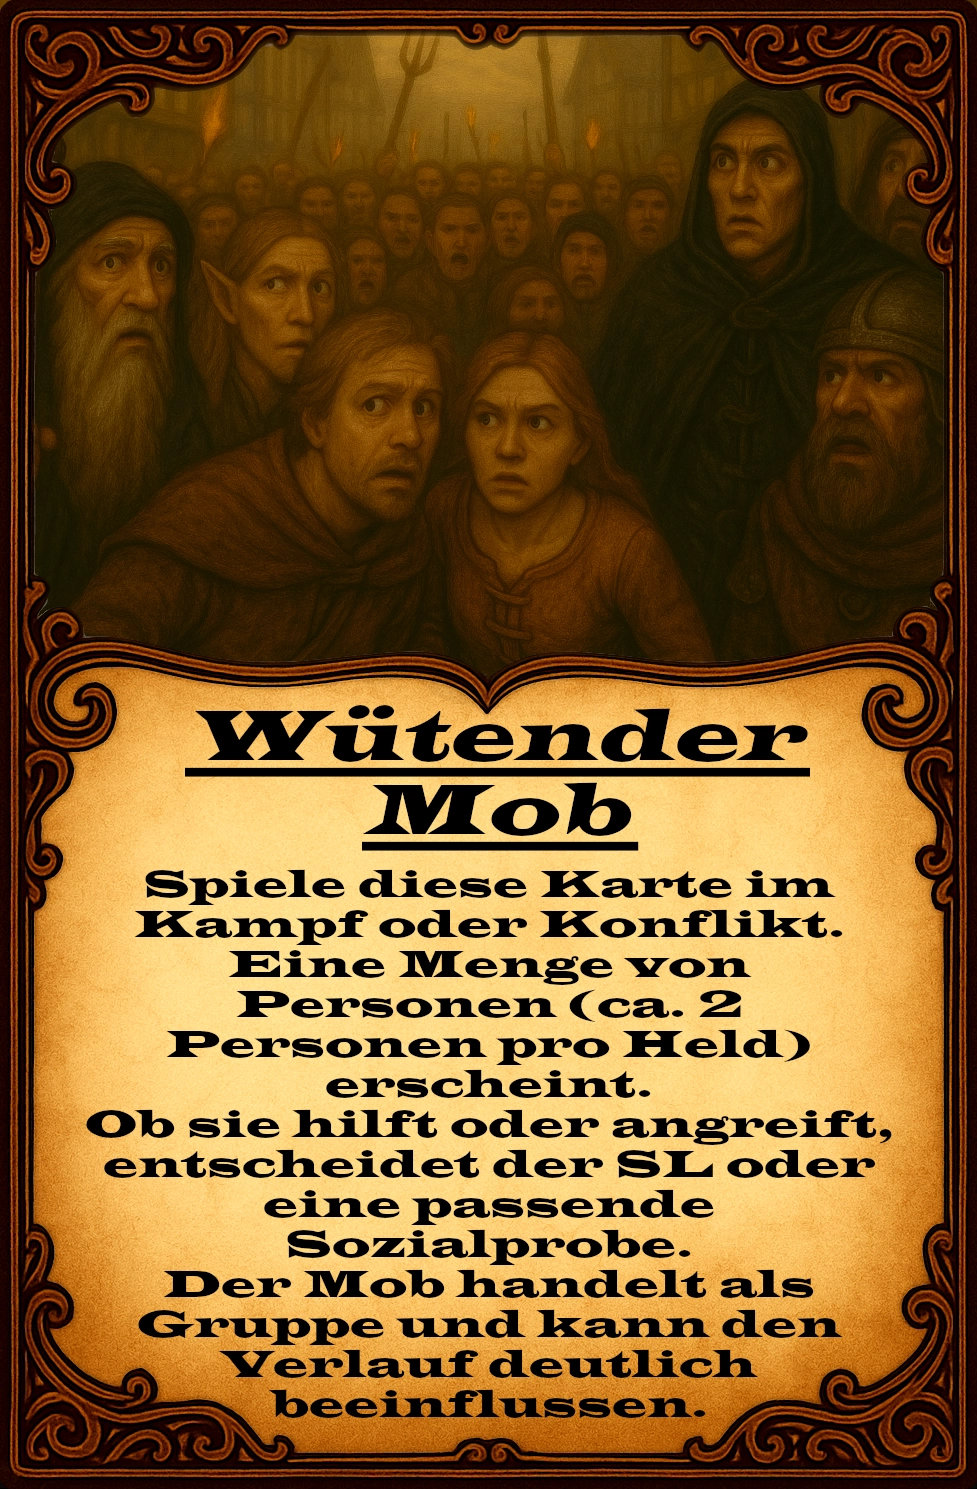 Wütender
Mob
Spiele diese Karte im
Kampf oder Konflikt.
Eine Menge von
Personen (ca. 2
Personen pro Held)
erscheint.
Ob sie hilft oder angreift,
entscheidet der SL oder
eine passende
Sozialprobe.
Der Mob handelt als
Gruppe und kann den
Verlauf deutlich
beeinflussen.